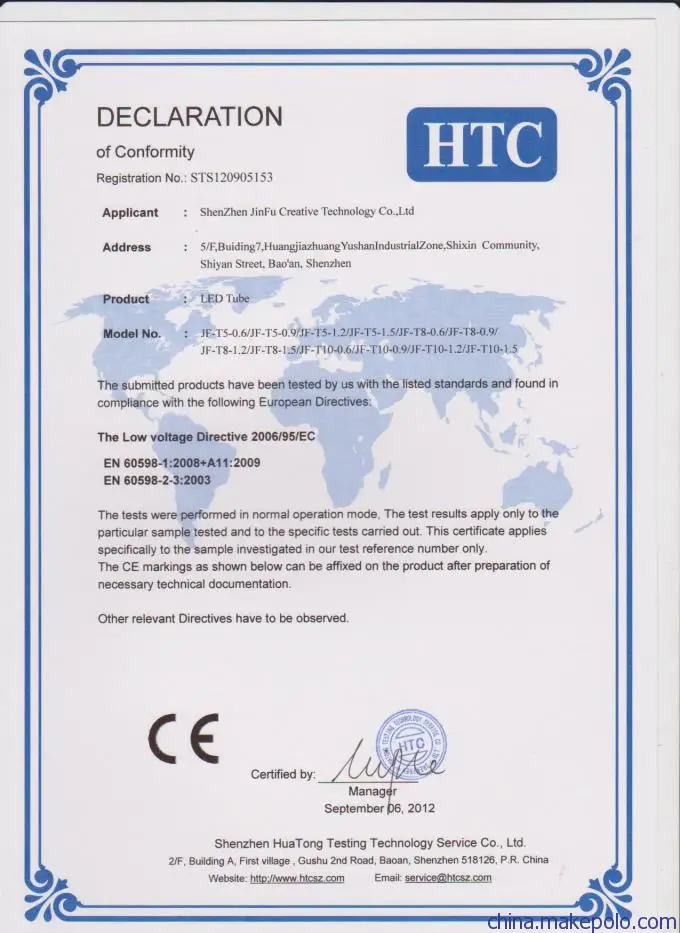 DECLARATION
HTC
of Conformity
Registration No.: STS120905153
Applicant : ShenZhen JinFu Creative Technology Co.,Ltd
Address : 5/F,Buiding7,HuangjiazhuangYushanIndustrialZone,Shixin Community,
Shiyan Street, Bao'an, Shenzhen
Product : LED Tube
Model No. : JF-T5-0.6/JF-T5-0.9/JF-T5-1.2/JF-T5-1.5/JF-T8-0.6/JF-T8-0.9/
JF-T8-1.2/JF-T8-1.5/JF-T10-0.6/JF-T10-0.9/JF-T10-1.2/JF-T10-1.5
The submitted products have been tested by us with the listed standards and found in
compliance with the following European Directives:
The Low voltage Directive 2006/95/EC
EN 60598-1:2008+A11:2009
EN 60598-2-3:2003
The tests were performed in normal operation mode, The test results apply only to the
particular sample tested and to the specific tests carried out. This certificate applies
specifically to the sample investigated in our test reference number only.
The CE markings as shown below can be affixed on the product after preparation of
necessary technical documentation.
Other relevant Directives have to be observed.
CE
HTC
Certified by:
Manager
September 06, 2012
Shenzhen HuaTong Testing Technology Service Co., Ltd.
2/F, Building A, First village , Gushu 2nd Road, Baoan, Shenzhen 518126, P.R. China
Website: http://www.htcsz.com Email: service@htcsz.com
china.makepolo.com